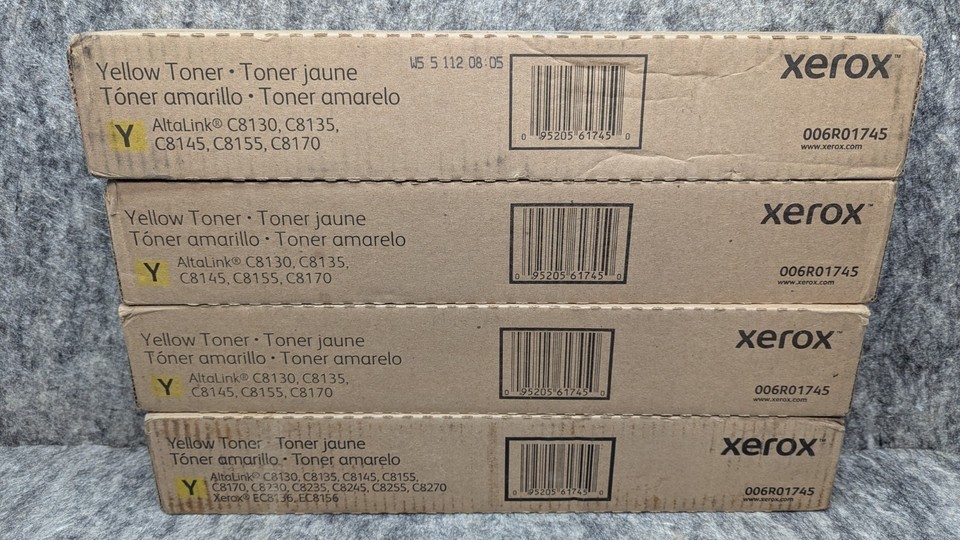 Yellow Toner • Toner jaune
Tóner amarillo • Toner amarelo
Y
AltaLink® C8130, C8135,
C8145, C8155, C8170
W5 5 112 08:05
0 95205 61745 0
xerox™
006R01745
www.xerox.com
Yellow Toner • Toner jaune
Tóner amarillo • Toner amarelo
Y
AltaLink® C8130, C8135,
C8145, C8155, C8170
0 95205 61745 0
xerox™
006R01745
www.xerox.com
Yellow Toner • Toner jaune
Tóner amarillo • Toner amarelo
Y
AltaLink® C8130, C8135,
C8145, C8155, C8170
0 95205 61745 0
xerox™
006R01745
www.xerox.com
Yellow Toner • Toner jaune
Tóner amarillo • Toner amarelo
Y
AltaLink® C8130, C8135, C8145, C8155,
C8170, C8230, C8235, C8245, C8255, C8270
Xerox® EC8136, EC8156
0 95205 61745 0
xerox™
006R01745
www.xerox.com